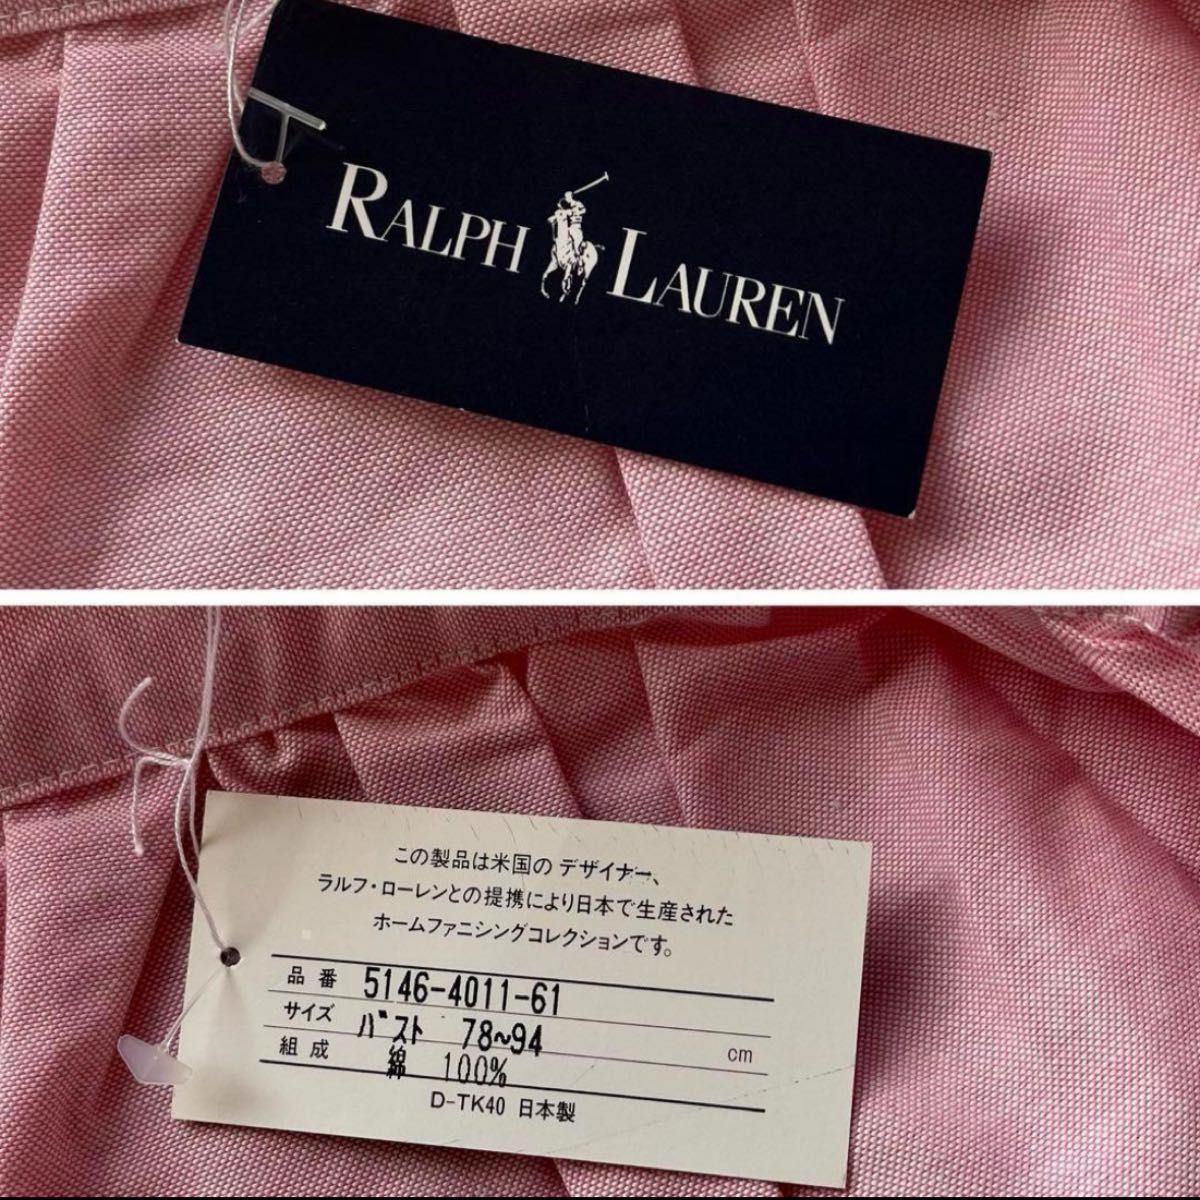 RALPH LAUREN
この製品は米国のデザイナー、
ラルフ・ローレンとの提携により日本で生産された
ホームファニシングコレクションです。
品番 5146-4011-61
サイズ バスト 78~94 cm
組成 綿 100%
D-TK40 日本製